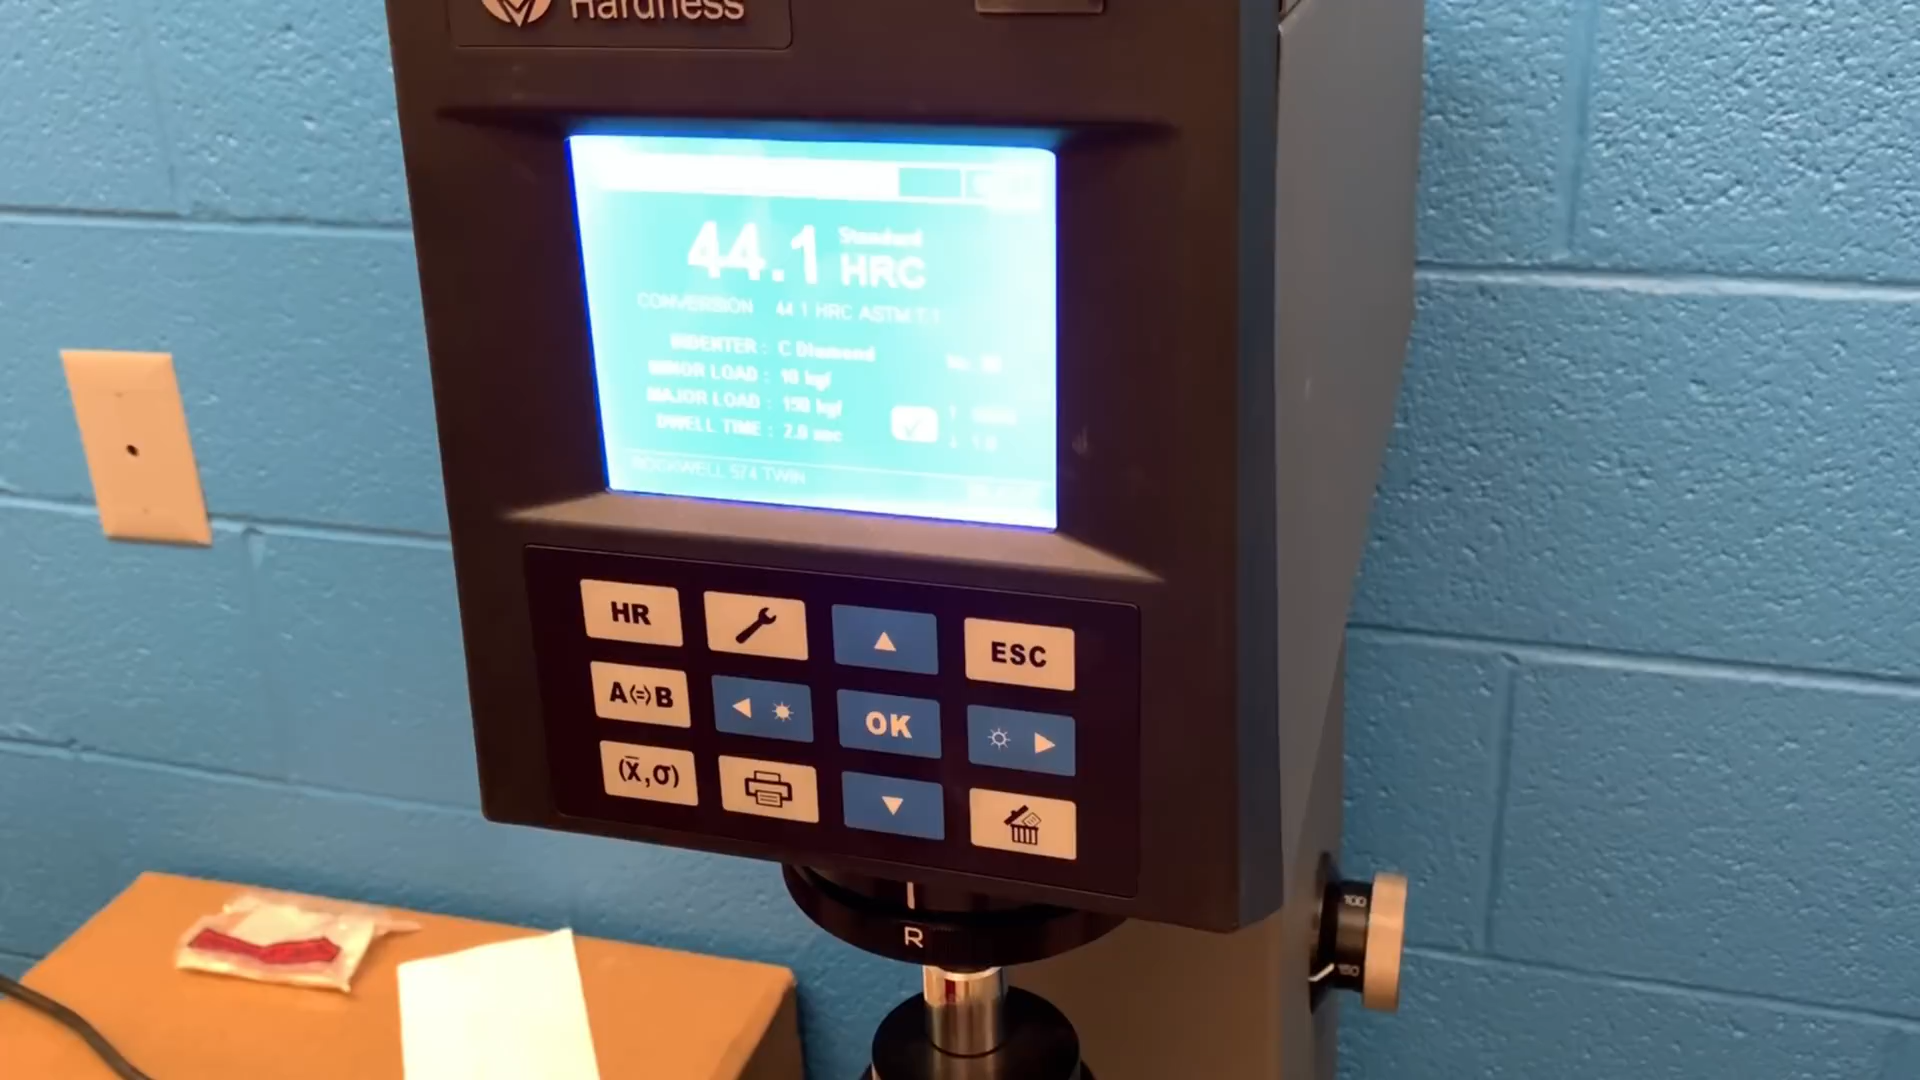 Hardness
44.1 Standard
HRC
CONVERSION 44.1 HRC ASTM T.1
INDENTER : C Diamond
MINOR LOAD : 10 kgf
MAJOR LOAD : 150 kgf
DWELL TIME : 2.0 sec
ROCKWELL 574 TWIN
HR
ESC
A(=)B
OK
(x̄,σ)
R
100
150